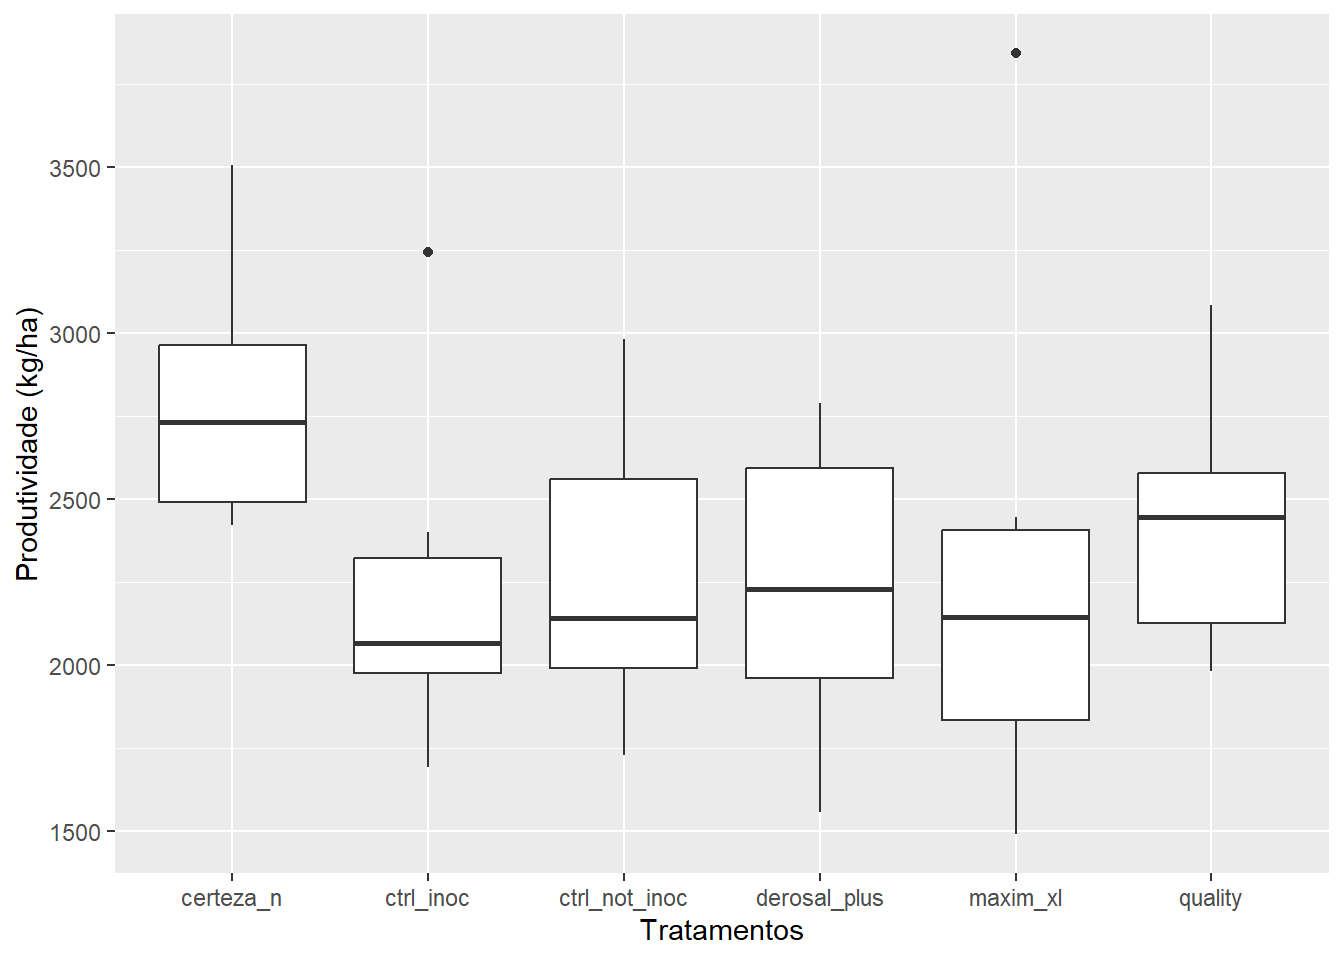 Produtividade (kg/ha)
3500
3000
2500
2000
1500
certeza_n ctrl_inoc ctrl_not_inoc derosal_plus maxim_xl quality
Tratamentos